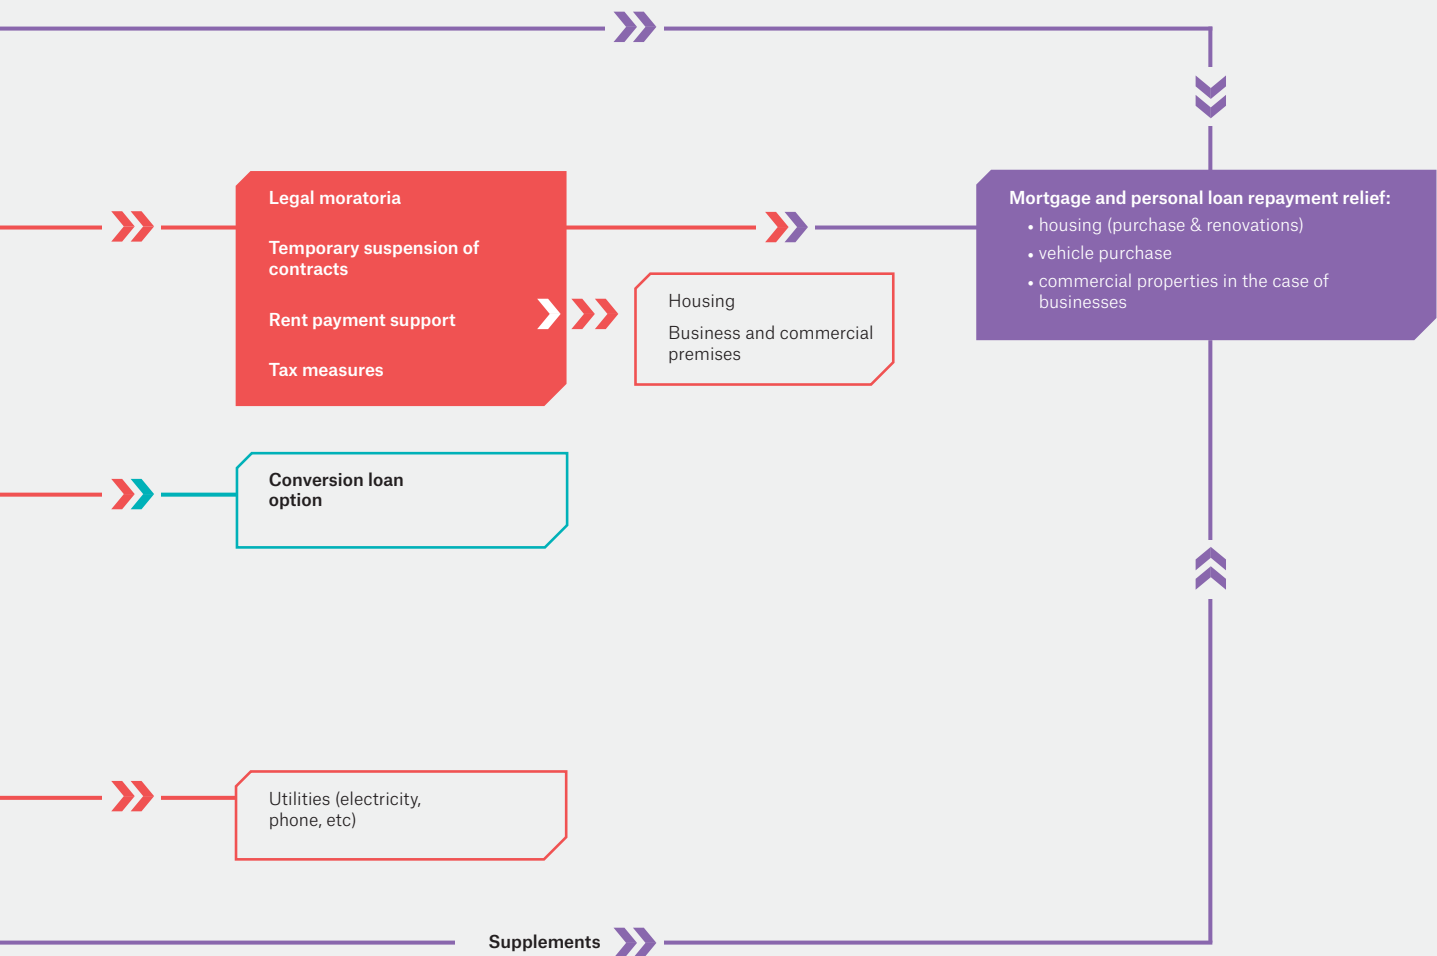 Legal moratoria
Temporary suspension of
contracts
Rent payment support
Tax measures
Housing
Business and commercial
premises
Mortgage and personal loan repayment relief:
• housing (purchase & renovations)
• vehicle purchase
• commercial properties in the case of
businesses
Conversion loan
option
Utilities (electricity,
phone, etc)
Supplements